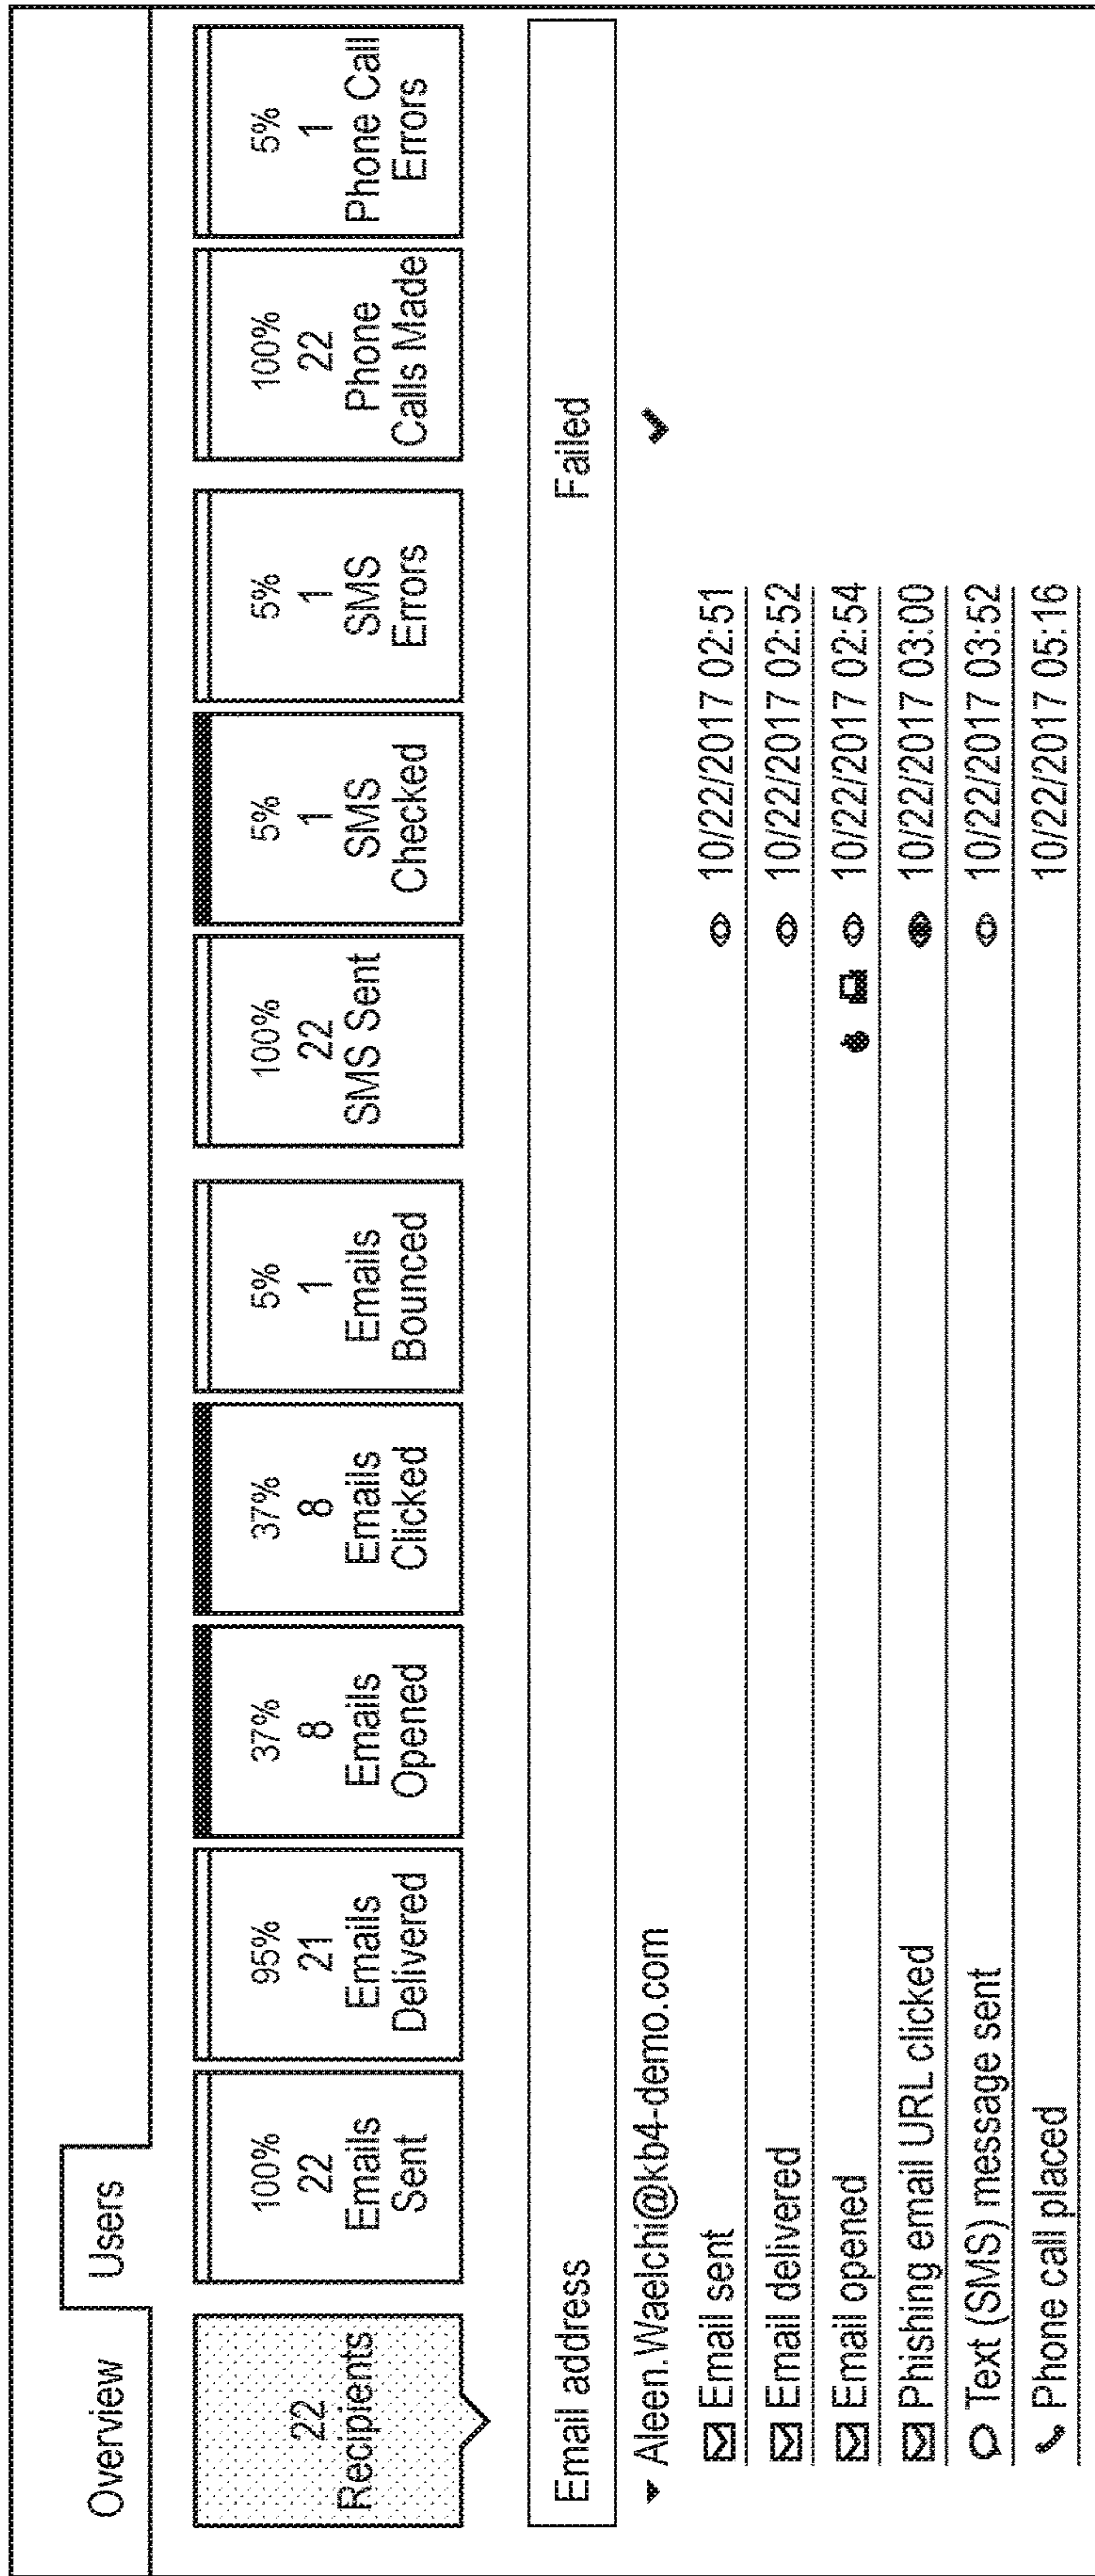 Overview
Users
22
Recipients
100%
22
Emails
Sent
95%
21
Emails
Delivered
37%
8
Emails
Opened
37%
8
Emails
Clicked
5%
1
Emails
Bounced
100%
22
SMS Sent
5%
1
SMS
Checked
5%
1
SMS
Errors
100%
22
Phone
Calls Made
5%
1
Phone Call
Errors
Email address Failed
Aleen.Waelchi@kb4-demo.com
Email sent 10/22/2017 02:51
Email delivered 10/22/2017 02:52
Email opened 10/22/2017 02:54
Phishing email URL clicked 10/22/2017 03:00
Text (SMS) message sent 10/22/2017 03:52
Phone call placed 10/22/2017 05:16